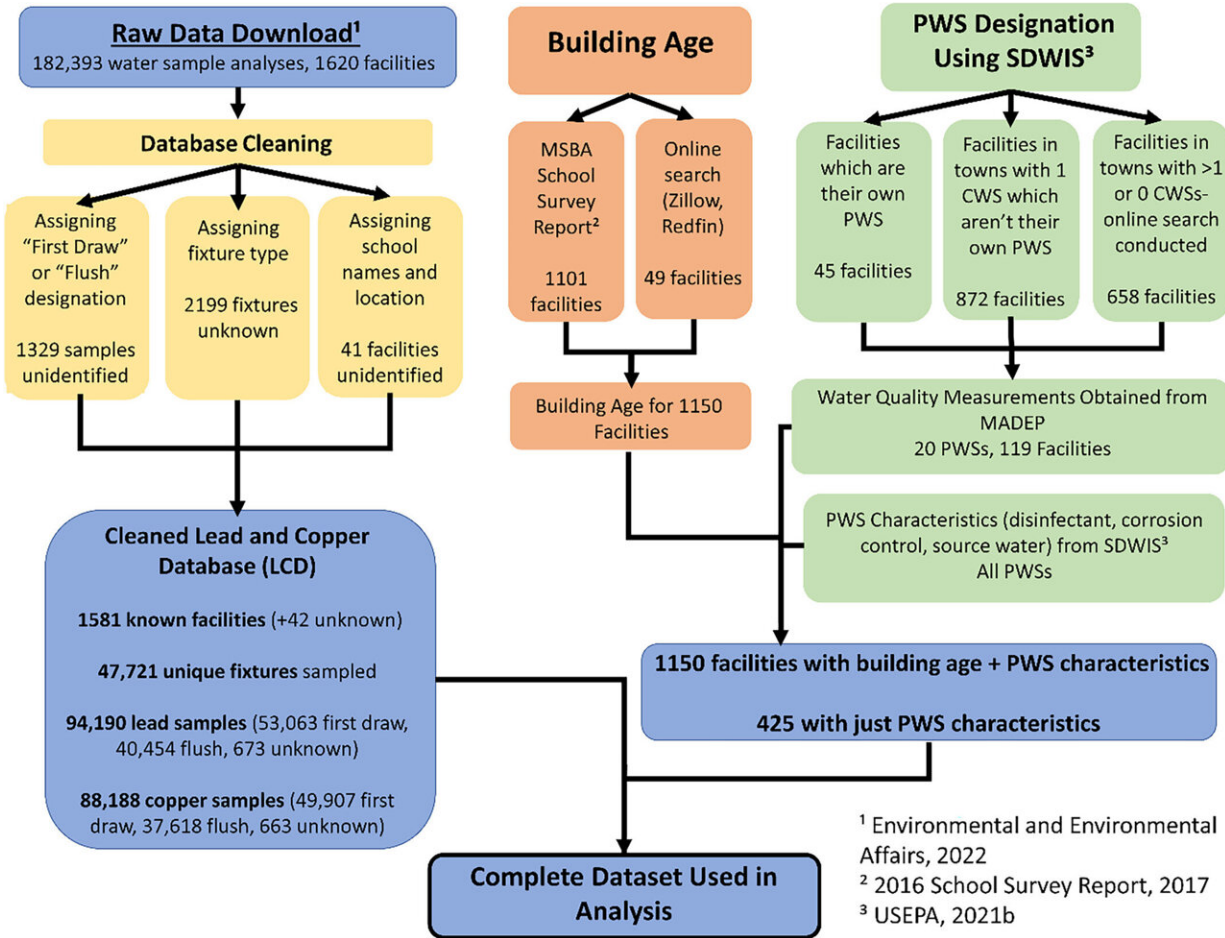 Raw Data Download¹
182,393 water sample analyses, 1620 facilities
Database Cleaning
Assigning
“First Draw”
or “Flush”
designation
1329 samples
unidentified
Assigning
fixture type
2199 fixtures
unknown
Assigning
school
names and
location
41 facilities
unidentified
Cleaned Lead and Copper
Database (LCD)
1581 known facilities (+42 unknown)
47,721 unique fixtures sampled
94,190 lead samples (53,063 first draw,
40,454 flush, 673 unknown)
88,188 copper samples (49,907 first
draw, 37,618 flush, 663 unknown)
Building Age
MSBA
School
Survey
Report²
1101
facilities
Online
search
(Zillow,
Redfin)
49 facilities
Building Age for 1150
Facilities
PWS Designation
Using SDWIS³
Facilities
which are
their own
PWS
45 facilities
Facilities in
towns with 1
CWS which
aren’t their
own PWS
872 facilities
Facilities in
towns with >1
or 0 CWSs-
online search
conducted
658 facilities
Water Quality Measurements Obtained from
MADEP
20 PWSs, 119 Facilities
PWS Characteristics (disinfectant, corrosion
control, source water) from SDWIS³
All PWSs
1150 facilities with building age + PWS characteristics
425 with just PWS characteristics
Complete Dataset Used in
Analysis
¹ Environmental and Environmental
Affairs, 2022
² 2016 School Survey Report, 2017
³ USEPA, 2021b